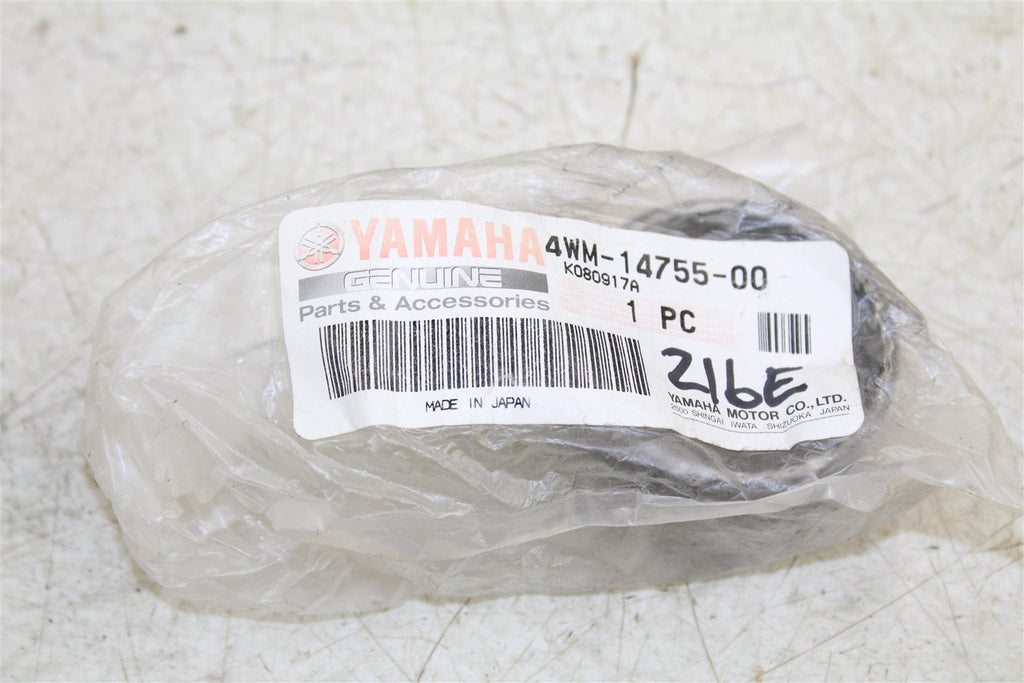 YAMAHA
GENUINE
Parts & Accessories
4WM-14755-00
K080917A
1 PC
216E
MADE IN JAPAN
YAMAHA MOTOR CO.,LTD.
2500 SHINGAI IWATA SHIZUOKA JAPAN